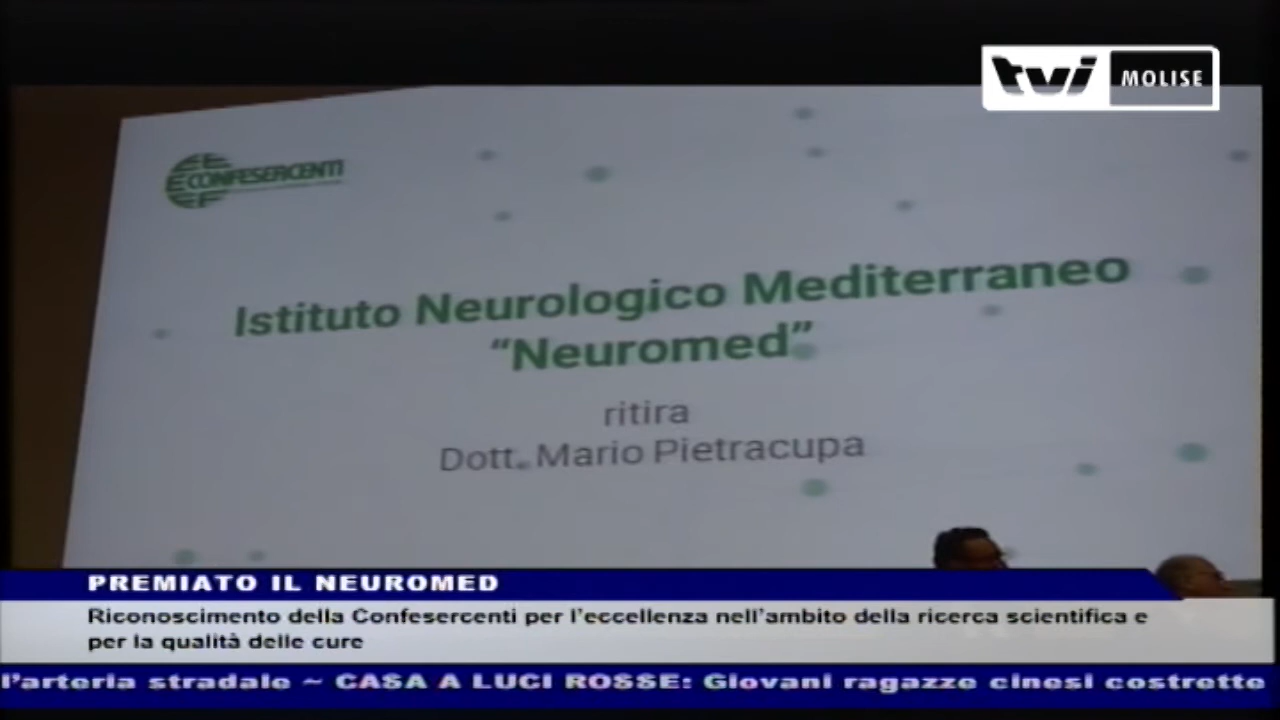 tvi MOLISE
CONFESERCENTI
Istituto Neurologico Mediterraneo
“Neuromed”
ritira
Dott. Mario Pietracupa
PREMIATO IL NEUROMED
Riconoscimento della Confesercenti per l'eccellenza nell'ambito della ricerca scientifica e
per la qualità delle cure
l'arteria stradale ~ CASA A LUCI ROSSE: Giovani ragazze cinesi costrette